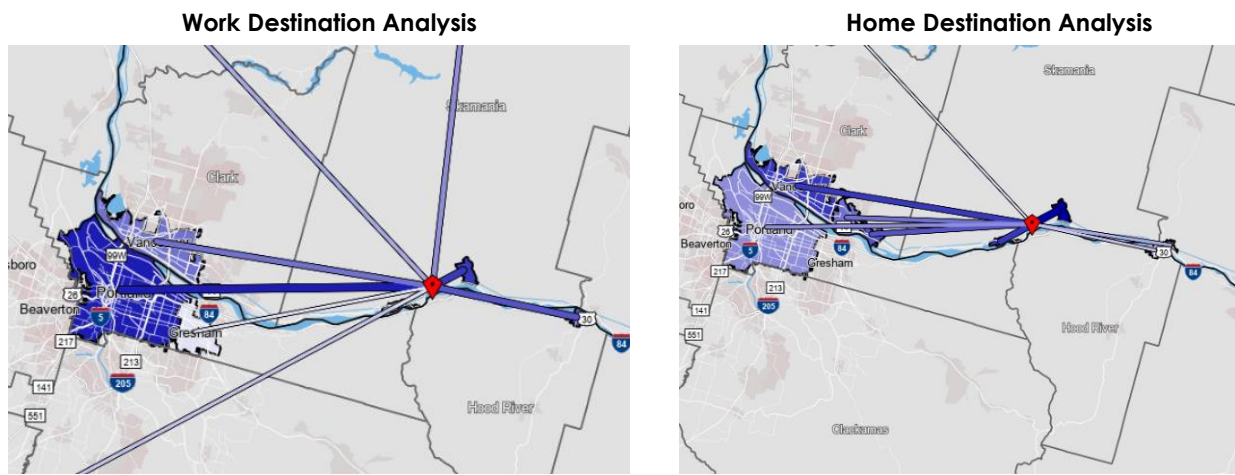 Work Destination Analysis
Skamania
Clark
99W
Portland
sboro
26
Beaverton
5
84
Gresham
217
213
205
141
551
30
84
Hood River
Home Destination Analysis
Skamania
Clark
99W
Portland
oro
26
Beaverton
5
84
Gresham
217
213
205
141
551
30
84
Hood River
Clackamas